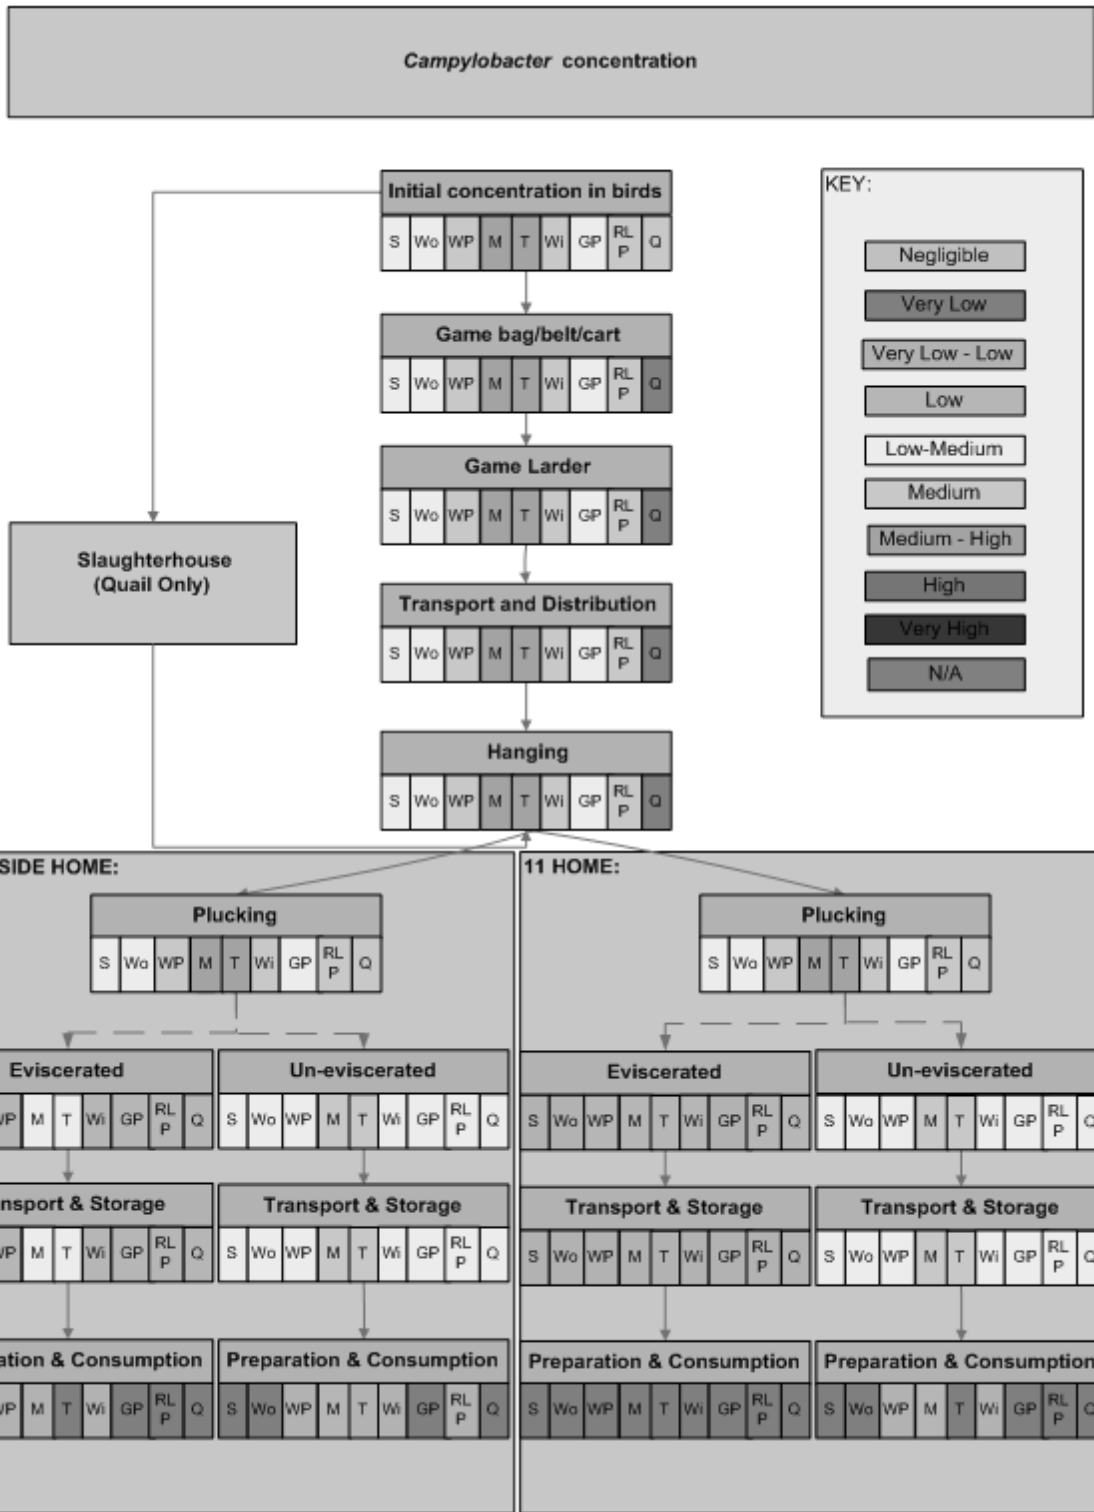 Campylobacter concentration
Initial concentration in birds
S Wo WP M T Wi GP RL P Q
KEY:
Negligible
Very Low
Very Low - Low
Low
Low-Medium
Medium
Medium - High
High
Very High
N/A
Game bag/belt/cart
S Wo WP M T Wi GP RL P Q
Game Larder
S Wo WP M T Wi GP RL P Q
Slaughterhouse
(Quail Only)
Transport and Distribution
S Wo WP M T Wi GP RL P Q
Hanging
S Wo WP M T Wi GP RL P Q
SIDE HOME:
Plucking
S Wo WP M T Wi GP RL P Q
Eviscerated
WP M T Wi GP RL P Q
Un-eviscerated
S Wo WP M T Wi GP RL P Q
nsport & Storage
WP M T Wi GP RL P Q
Transport & Storage
S Wo WP M T Wi GP RL P Q
ation & Consumption
WP M T Wi GP RL P Q
Preparation & Consumption
S Wo WP M T Wi GP RL P Q
11 HOME:
Plucking
S Wo WP M T Wi GP RL P Q
Eviscerated
S Wo WP M T Wi GP RL P Q
Un-eviscerated
S Wo WP M T Wi GP RL P Q
Transport & Storage
S Wo WP M T Wi GP RL P Q
Transport & Storage
S Wo WP M T Wi GP RL P Q
Preparation & Consumption
S Wo WP M T Wi GP RL P Q
Preparation & Consumption
S Wo WP M T Wi GP RL P Q